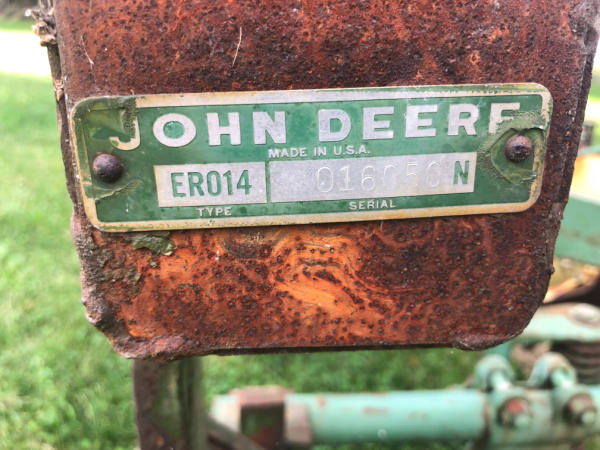 JOHN DEERE
MADE IN U.S.A.
ER014 N
TYPE SERIAL